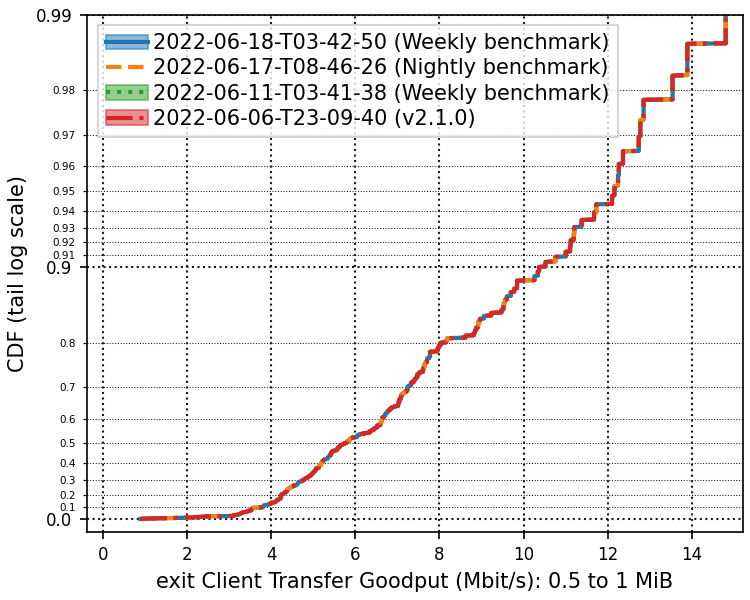 0.99
2022-06-18-T03-42-50 (Weekly benchmark)
2022-06-17-T08-46-26 (Nightly benchmark)
2022-06-11-T03-41-38 (Weekly benchmark)
2022-06-06-T23-09-40 (v2.1.0)
0.98
0.97
0.96
0.95
0.94
0.93
0.92
0.91
0.9
0.8
0.7
0.6
0.5
0.4
0.3
0.2
0.1
0.0
CDF (tail log scale)
0 2 4 6 8 10 12 14
exit Client Transfer Goodput (Mbit/s): 0.5 to 1 MiB